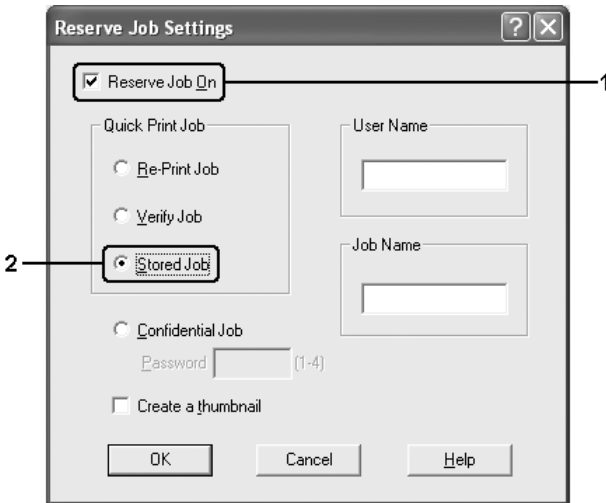 Reserve Job Settings
Reserve Job On
1
Quick Print Job
Re-Print Job
Verify Job
2
Stored Job
User Name
Job Name
Confidential Job
Password (1-4)
Create a thumbnail
OK Cancel Help